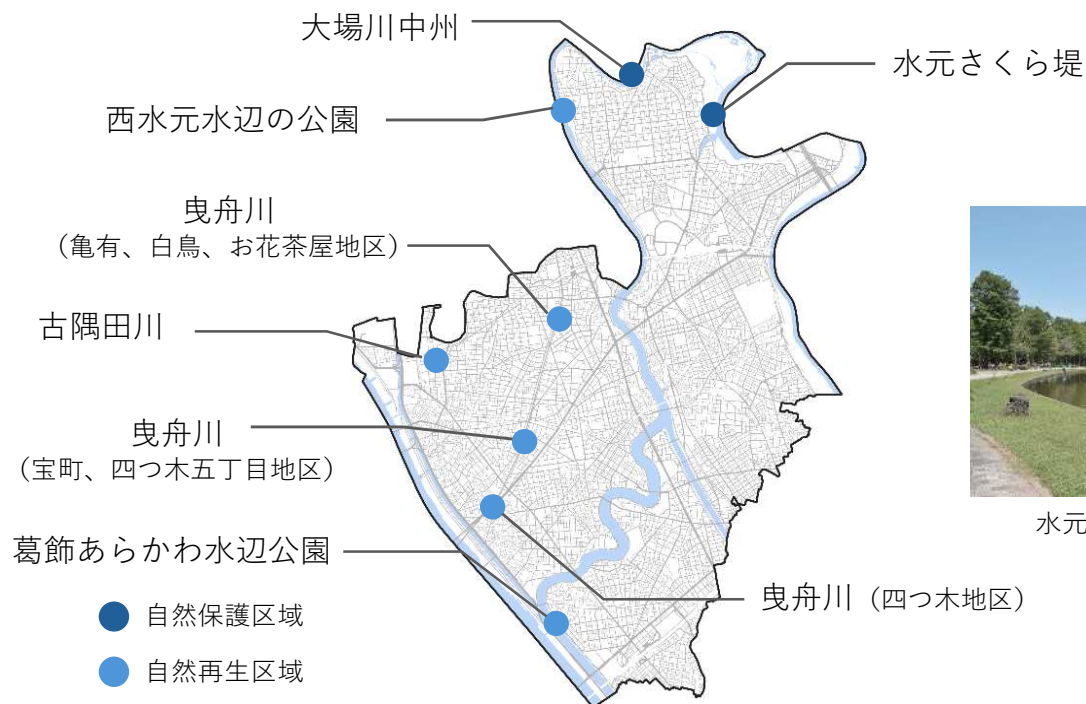 大場川中州
水元さくら堤
西水元水辺の公園
曳舟川
（亀有、白鳥、お花茶屋地区）
古隅田川
曳舟川
（宝町、四つ木五丁目地区）
水元
葛飾あらかわ水辺公園
曳舟川（四つ木地区）
自然保護区域
自然再生区域